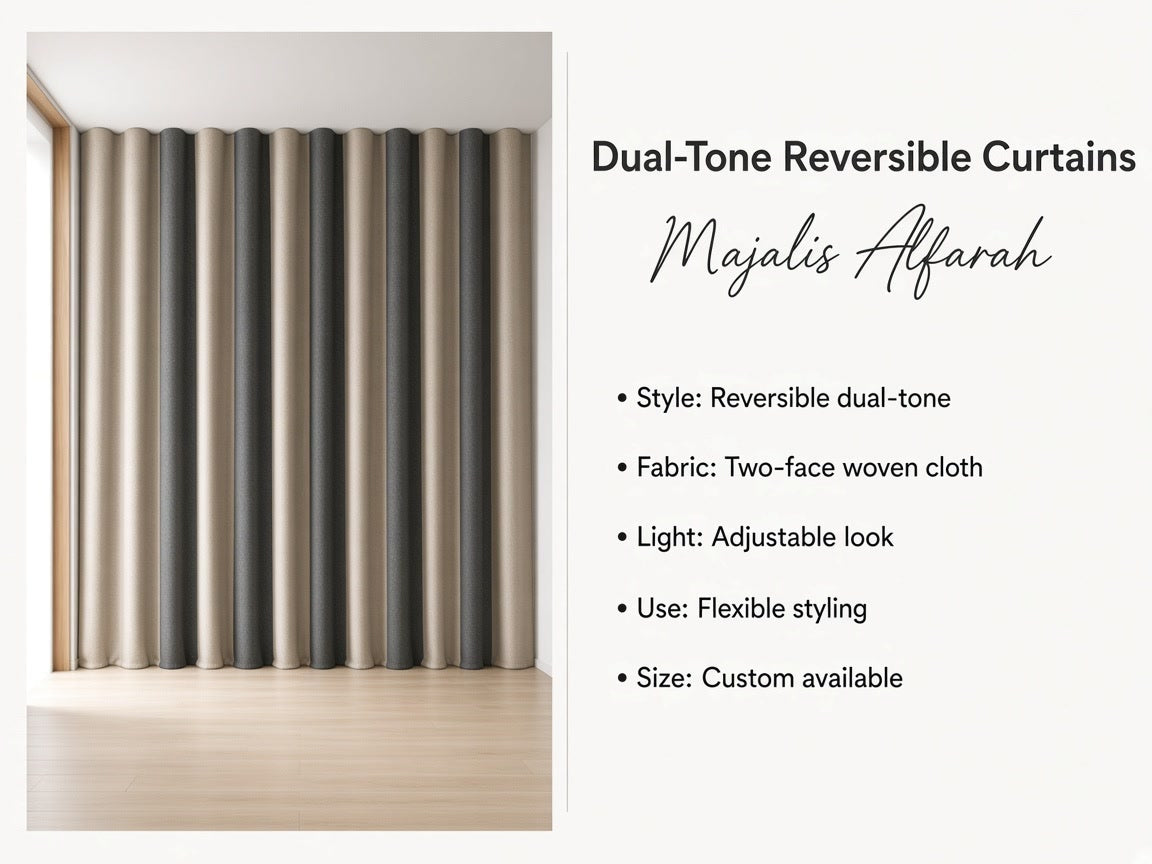 Dual-Tone Reversible Curtains
Majalis Alfarah
• Style: Reversible dual-tone
• Fabric: Two-face woven cloth
• Light: Adjustable look
• Use: Flexible styling
• Size: Custom available